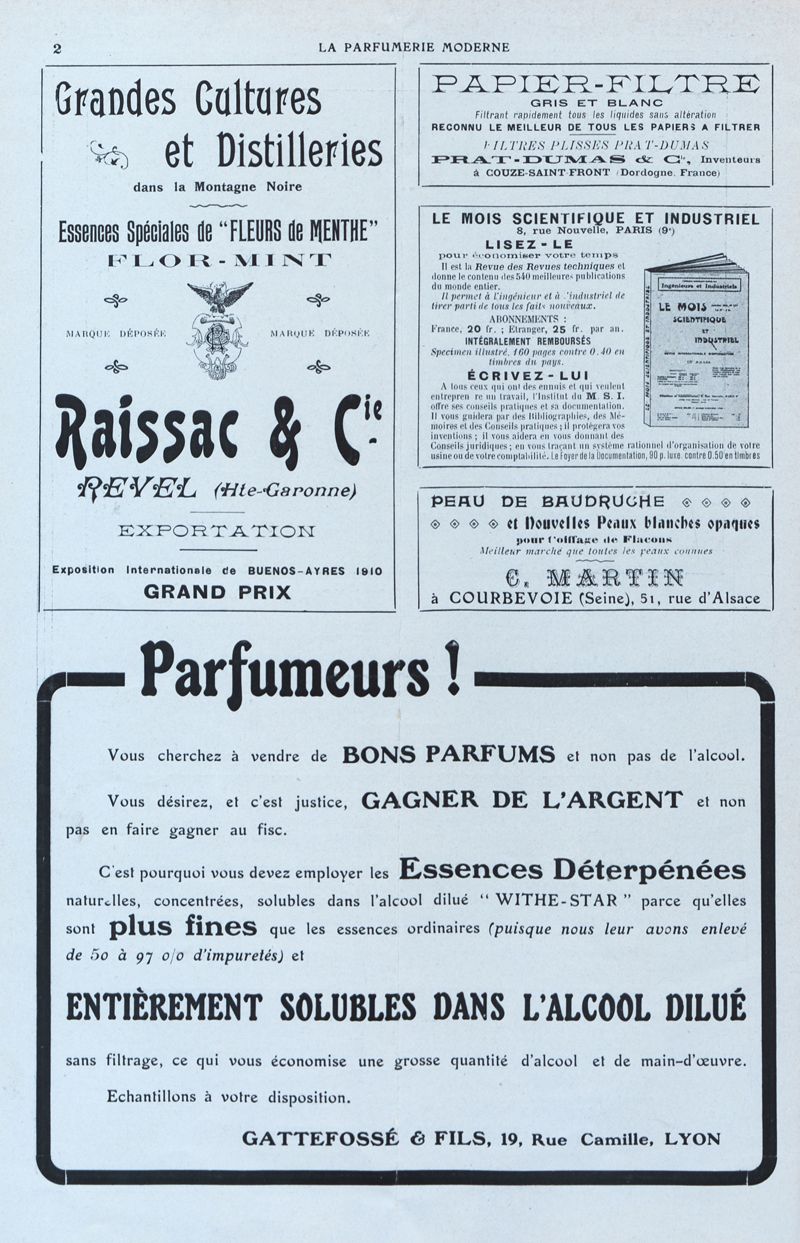 2
LA PARFUMERIE MODERNE
Grandes Cultures
et Distilleries
dans la Montagne Noire
Essences Spéciales de “FLEURS de MENTHE”
FLOR-MINT
MARQUE DÉPOSÉE
MARQUE DÉPOSÉE
Raissac & Cie
REVEL (Hte-Garonne)
EXPORTATION
Exposition Internationale de BUENOS-AYRES 1910
GRAND PRIX
PAPIER-FILTRE
GRIS ET BLANC
Filtrant rapidement tous les liquides sans altération
RECONNU LE MEILLEUR DE TOUS LES PAPIERS A FILTRER
FILTRES PLISSÉS PRAT-DUMAS
PRAT-DUMAS & Cie, Inventeurs
à COUZE-SAINT-FRONT (Dordogne. France)
LE MOIS SCIENTIFIQUE ET INDUSTRIEL
8, rue Nouvelle, PARIS (9e)
LISEZ-LE
pour économiser votre temps
Il est la Revue des Revues techniques et
donne le contenu des 540 meilleures publications
du monde entier.
Il permet à l'ingénieur et à l'industriel de
tirer parti de tous les faits nouveaux.
ABONNEMENTS :
France, 20 fr. ; Etranger, 25 fr. par an.
INTÉGRALEMENT REMBOURSÉS
Specimen illustré, 160 pages contre 0.40 en
timbres du pays.
ÉCRIVEZ-LUI
A tous ceux qui ont des ennuis et qui veulent
entrepren re un travail, l'Institut du M. S. I.
offre ses conseils pratiques et sa documentation.
Il vous guidera par des Bibliographies, des Mé-
moires et des Conseils pratiques ; il protègera vos
inventions ; il vous aidera en vous donnant des
Conseils juridiques ; en vous traçant un système rationnel d'organisation de votre
usine ou de votre comptabilité. Le Foyer de la Documentation, 90 p. luxe. contre 0.50 en timbres
Ingénieurs et Industriels
LE MOIS
SCIENTIFIQUE
ET
INDUSTRIEL
PEAU DE BAUDRUCHE
et Nouvelles Peaux blanches opaques
pour Coiffage de Flacons
Meilleur marché que toutes les peaux connues
C. MARTIN
à COURBEVOIE (Seine), 51, rue d'Alsace
Parfumeurs !
Vous cherchez à vendre de BONS PARFUMS et non pas de l'alcool.
Vous désirez, et c'est justice, GAGNER DE L'ARGENT et non
pas en faire gagner au fisc.
C'est pourquoi vous devez employer les Essences Déterpénées
naturelles, concentrées, solubles dans l'alcool dilué “ WITHE-STAR ” parce qu'elles
sont plus fines que les essences ordinaires (puisque nous leur avons enlevé
de 50 à 97 0/0 d'impuretés) et
ENTIÈREMENT SOLUBLES DANS L'ALCOOL DILUÉ
sans filtrage, ce qui vous économise une grosse quantité d'alcool et de main-d'œuvre.
Echantillons à votre disposition.
GATTEFOSSÉ & FILS, 19, Rue Camille, LYON